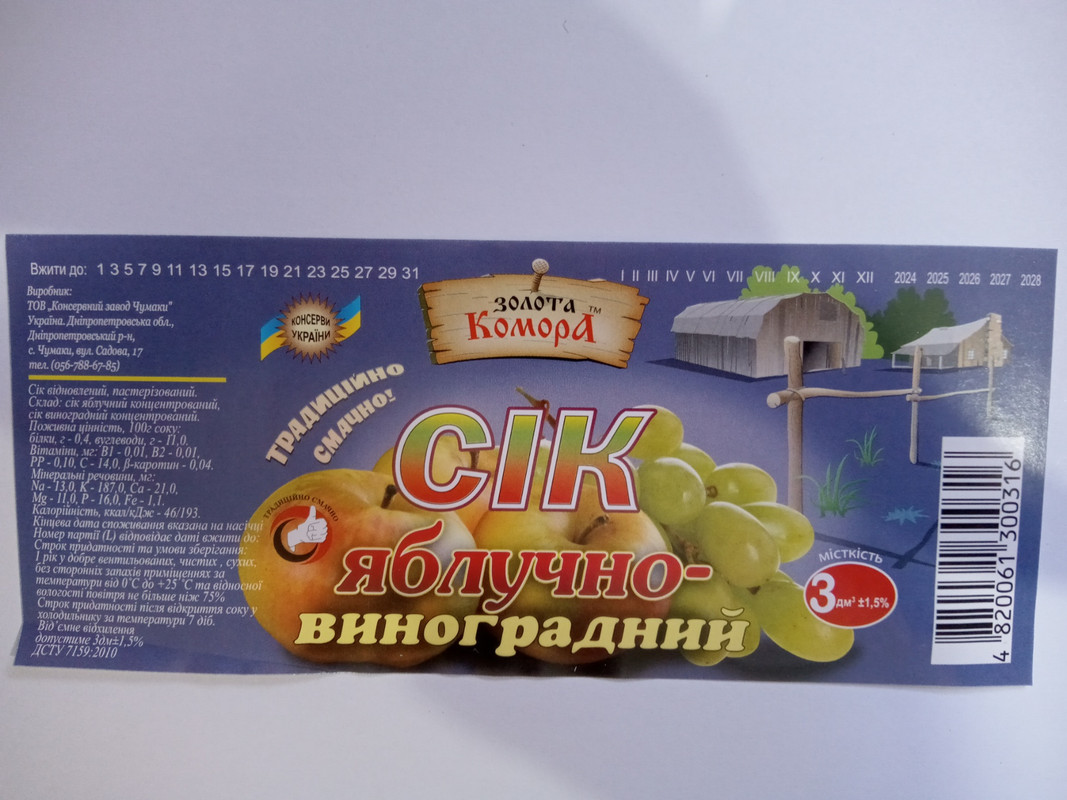 Вжити до: 1 3 5 7 9 11 13 15 17 19 21 23 25 27 29 31
I II III IV V VI VII VIII IX X XI XII 2024 2025 2026 2027 2028
Виробник:
ТОВ „Консервний завод Чумаки"
Україна. Дніпропетровська обл.,
Дніпропетровський р-н,
с. Чумаки, вул. Садова, 17
тел. (056-788-67-85)
Сік відновлений, пастерізований.
Склад: сік яблучний концентрований,
сік виноградній концентрований.
Поживна цінність, 100г соку:
білки, г - 0,4, вуглеводи, г - 11,0.
Вітаміни, мг: В1 - 0,01, В2 - 0,01,
РР - 0,10, С - 14,0, β-каротин - 0,04.
Мінеральні речовини, мг:
Na - 13,0, К - 187,0, Са - 21,0,
Mg - 11,0, Р - 16,0, Fe - 1,1.
Калорійність, ккал/кДж - 46/193.
Кінцева дата споживання вказана на насічці
Номер партії (L) відповідає даті вжити до:
Строк придатності та умови зберігання:
1 рік у добре вентильованих, чистих , сухих,
без сторонніх запахів приміщеннях за
температури від 0˚С до +25˚С та відносної
вологості повітря не більше ніж 75%
Строк придатності після відкриття соку у
холодильнику за температури 7 діб.
Від´ємне відхилення
допустиме 3дм±1,5%
ДСТУ 7159:2010
КОНСЕРВИ
УКРАЇНИ
ТРАДИЦІЙНО
СМАЧНО!
ТРАДИЦІЙНО СМАЧНО
ЗОЛОТА
КОМОРА ™
СІК
яблучно-
виноградний
МІСТКІСТЬ
3 дм³ ±1,5%
4 820061 300316